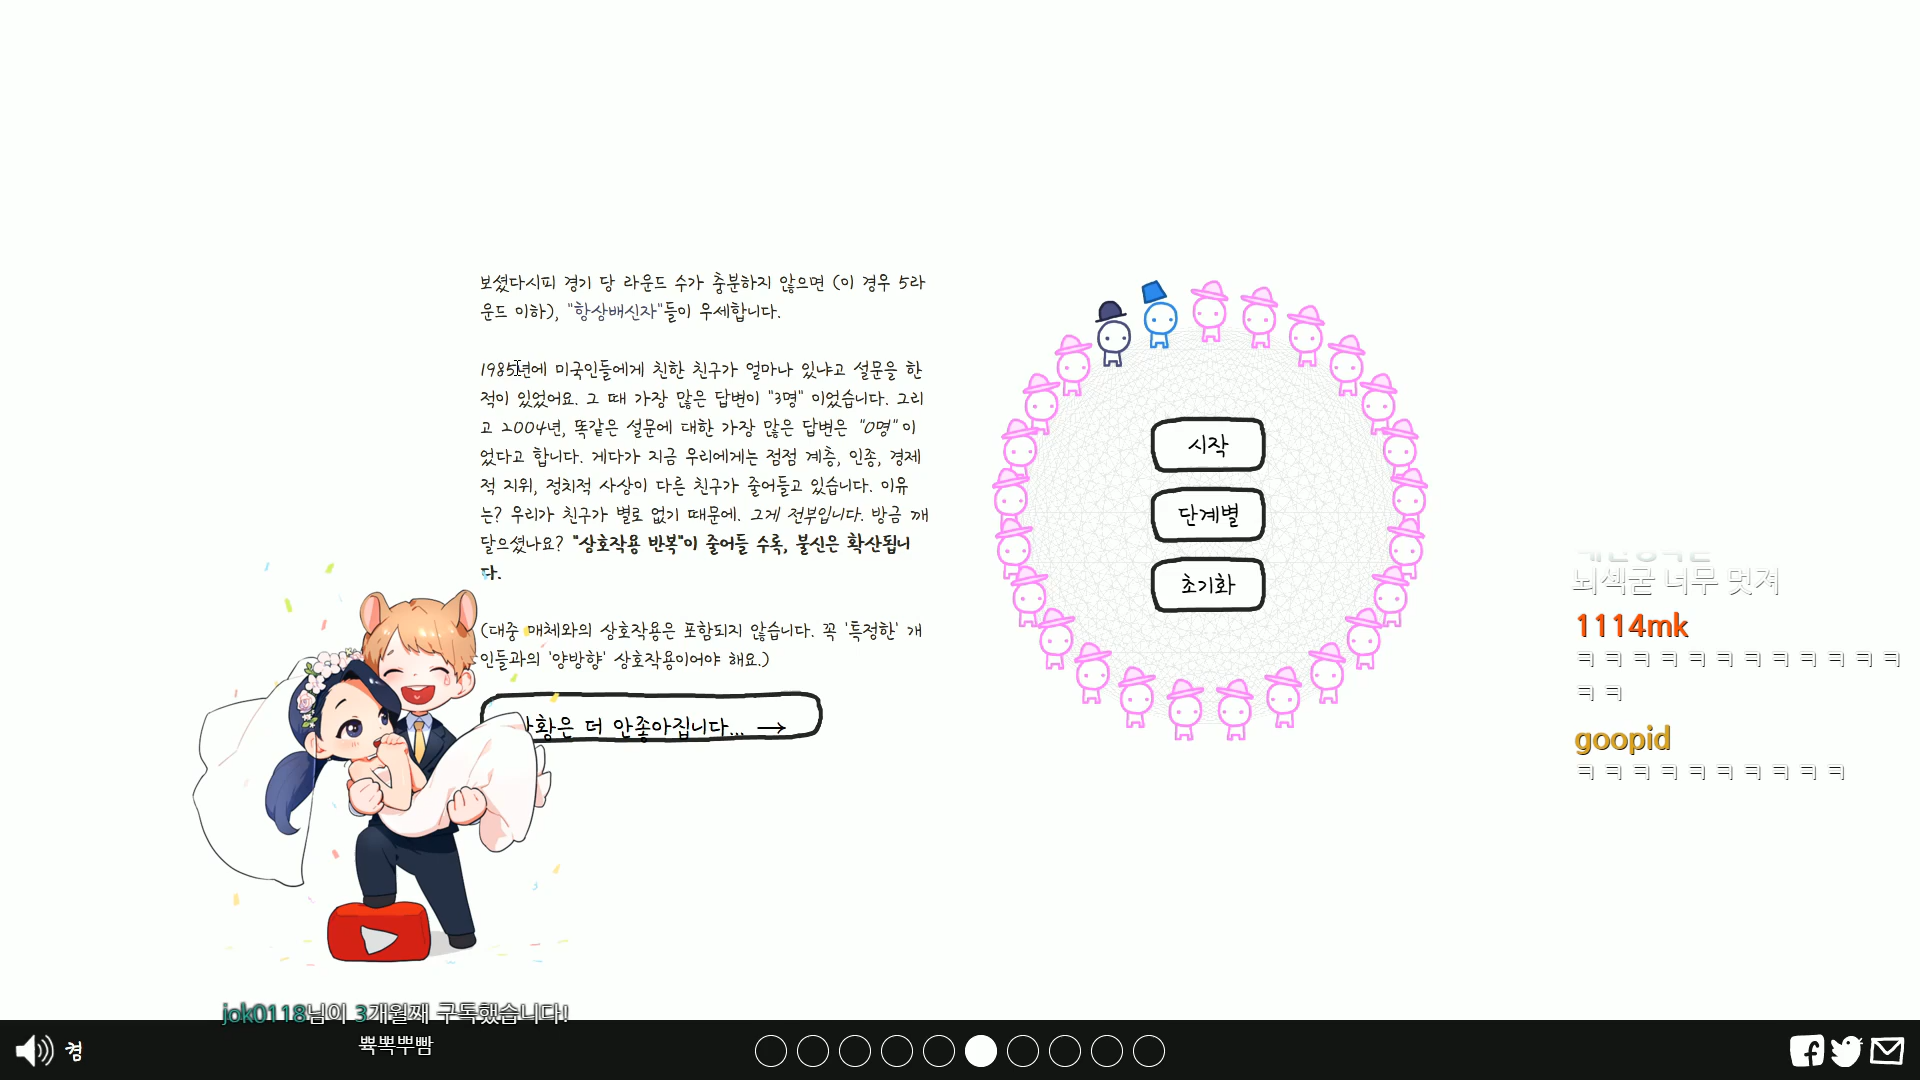 보셨다시피 경기 당 라운드 수가 충분하지 않으면 (이 경우 5라
운드 이하), "항상배신자"들이 우세합니다.
1985년에 미국인들에게 친한 친구가 얼마나 있냐고 설문을 한
적이 있었어요. 그 때 가장 많은 답변이 "3명" 이었습니다. 그리
고 2004년, 똑같은 설문에 대한 가장 많은 답변은 "0명"이
었다고 합니다. 게다가 지금 우리에게는 점점 계층, 인종, 경제
적 지위, 정치적 사상이 다른 친구가 줄어들고 있습니다. 이유
는? 우리가 친구가 별로 없기 때문에. 그게 전부입니다. 방금 깨
달으셨나요? "상호작용 반복"이 줄어들 수록, 불신은 확산됩니
다.
(대중 매체와의 상호작용은 포함되지 않습니다. 꼭 '특정한' 개
인들과의 '양방향' 상호작용이어야 해요.)
황은 더 안좋아집니다... →
시작
단계별
초기화
뇌섹굳 너무 멋져
1114mk
ㅋㅋㅋㅋㅋㅋㅋㅋㅋㅋㅋㅋ
ㅋㅋ
goopid
ㅋㅋㅋㅋㅋㅋㅋㅋㅋㅋ
jok0118님이 3개월째 구독했습니다!
쀾뽁뿌빰
켬